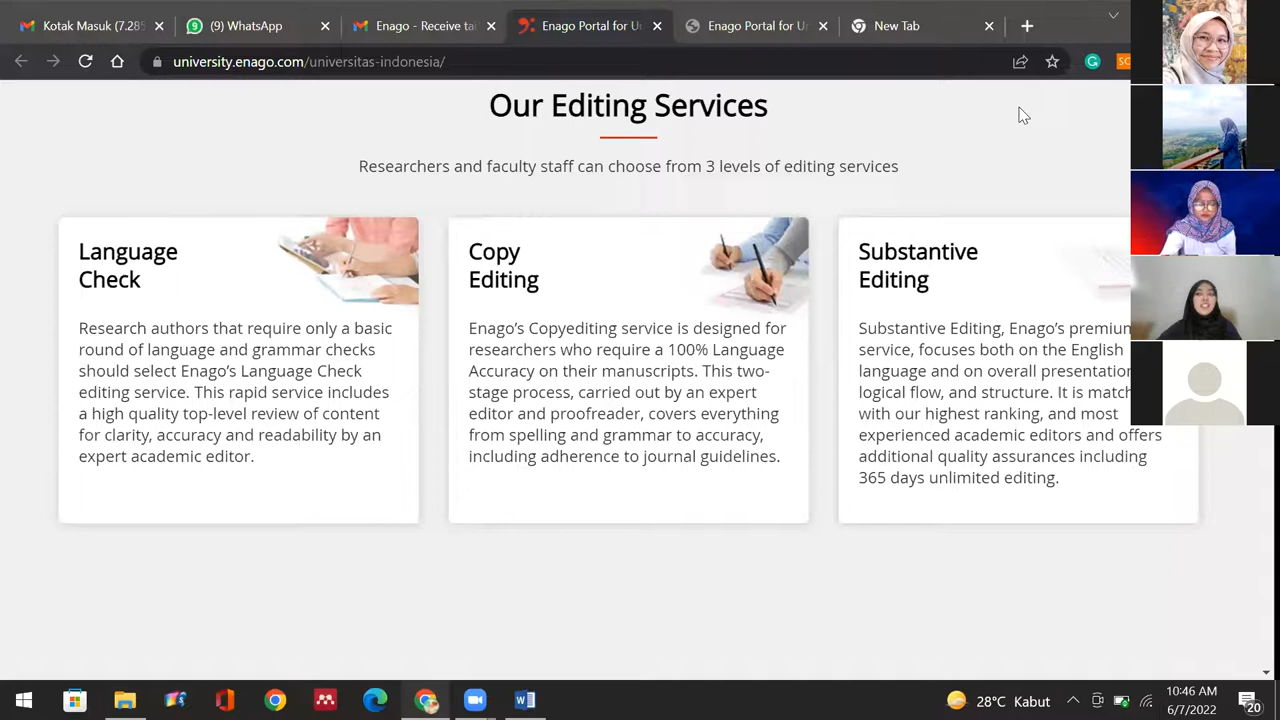 Kotak Masuk (7.285
(9) WhatsApp
Enago - Receive ta
Enago Portal for U
Enago Portal for U
New Tab
university.enago.com/universitas-indonesia/
Our Editing Services
Researchers and faculty staff can choose from 3 levels of editing services
Language
Check
Research authors that require only a basic
round of language and grammar checks
should select Enago’s Language Check
editing service. This rapid service includes
a high quality top-level review of content
for clarity, accuracy and readability by an
expert academic editor.
Copy
Editing
Enago’s Copyediting service is designed for
researchers who require a 100% Language
Accuracy on their manuscripts. This two-
stage process, carried out by an expert
editor and proofreader, covers everything
from spelling and grammar to accuracy,
including adherence to journal guidelines.
Substantive
Editing
Substantive Editing, Enago’s premium
service, focuses both on the English
language and on overall presentation
logical flow, and structure. It is match
with our highest ranking, and most
experienced academic editors and offers
additional quality assurances including
365 days unlimited editing.
28°C Kabut
10:46 AM
6/7/2022
20